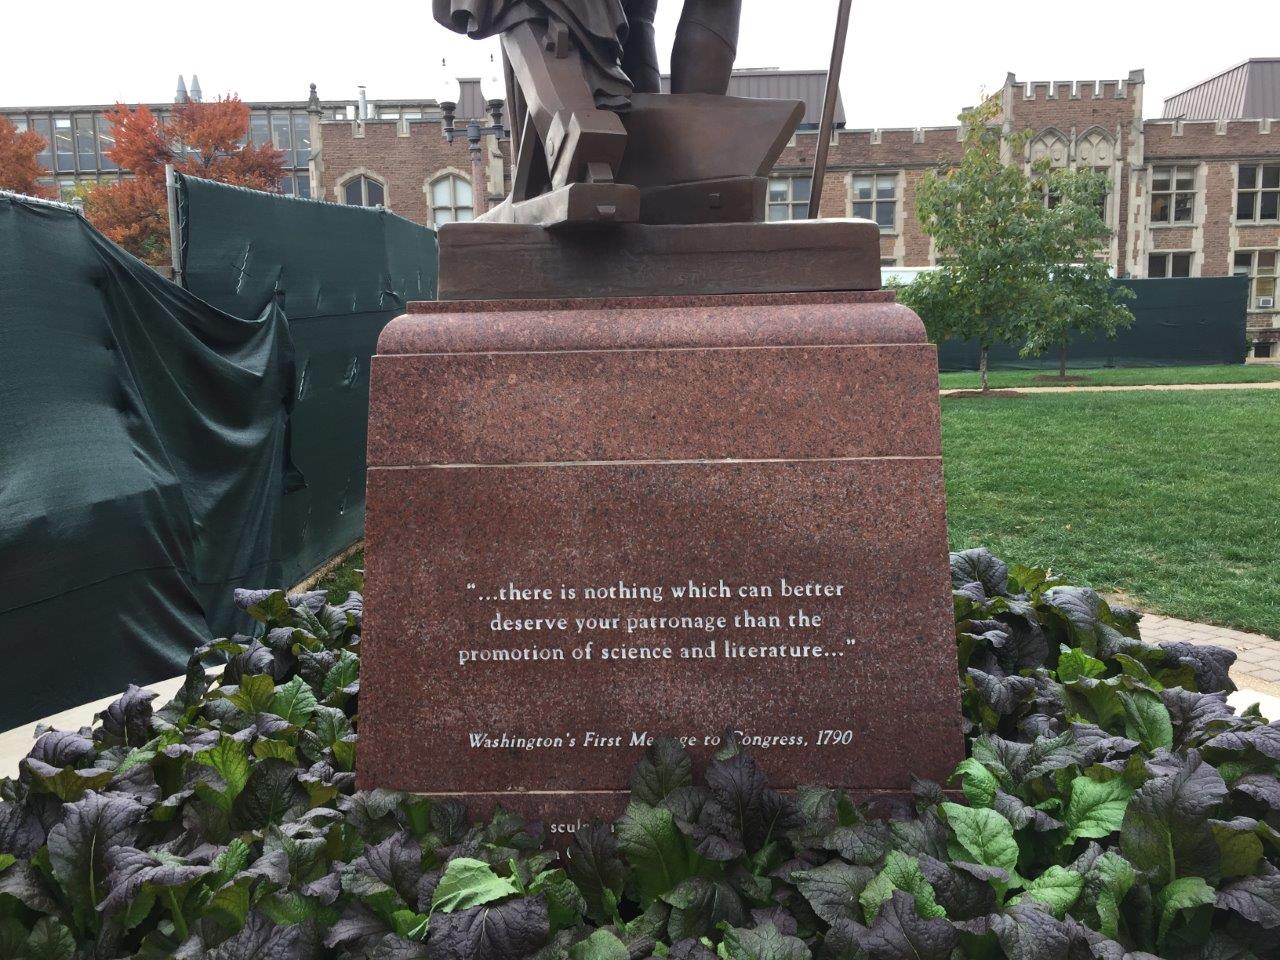 “...there is nothing which can better
deserve your patronage than the
promotion of science and literature...”
Washington's First Message to Congress, 1790